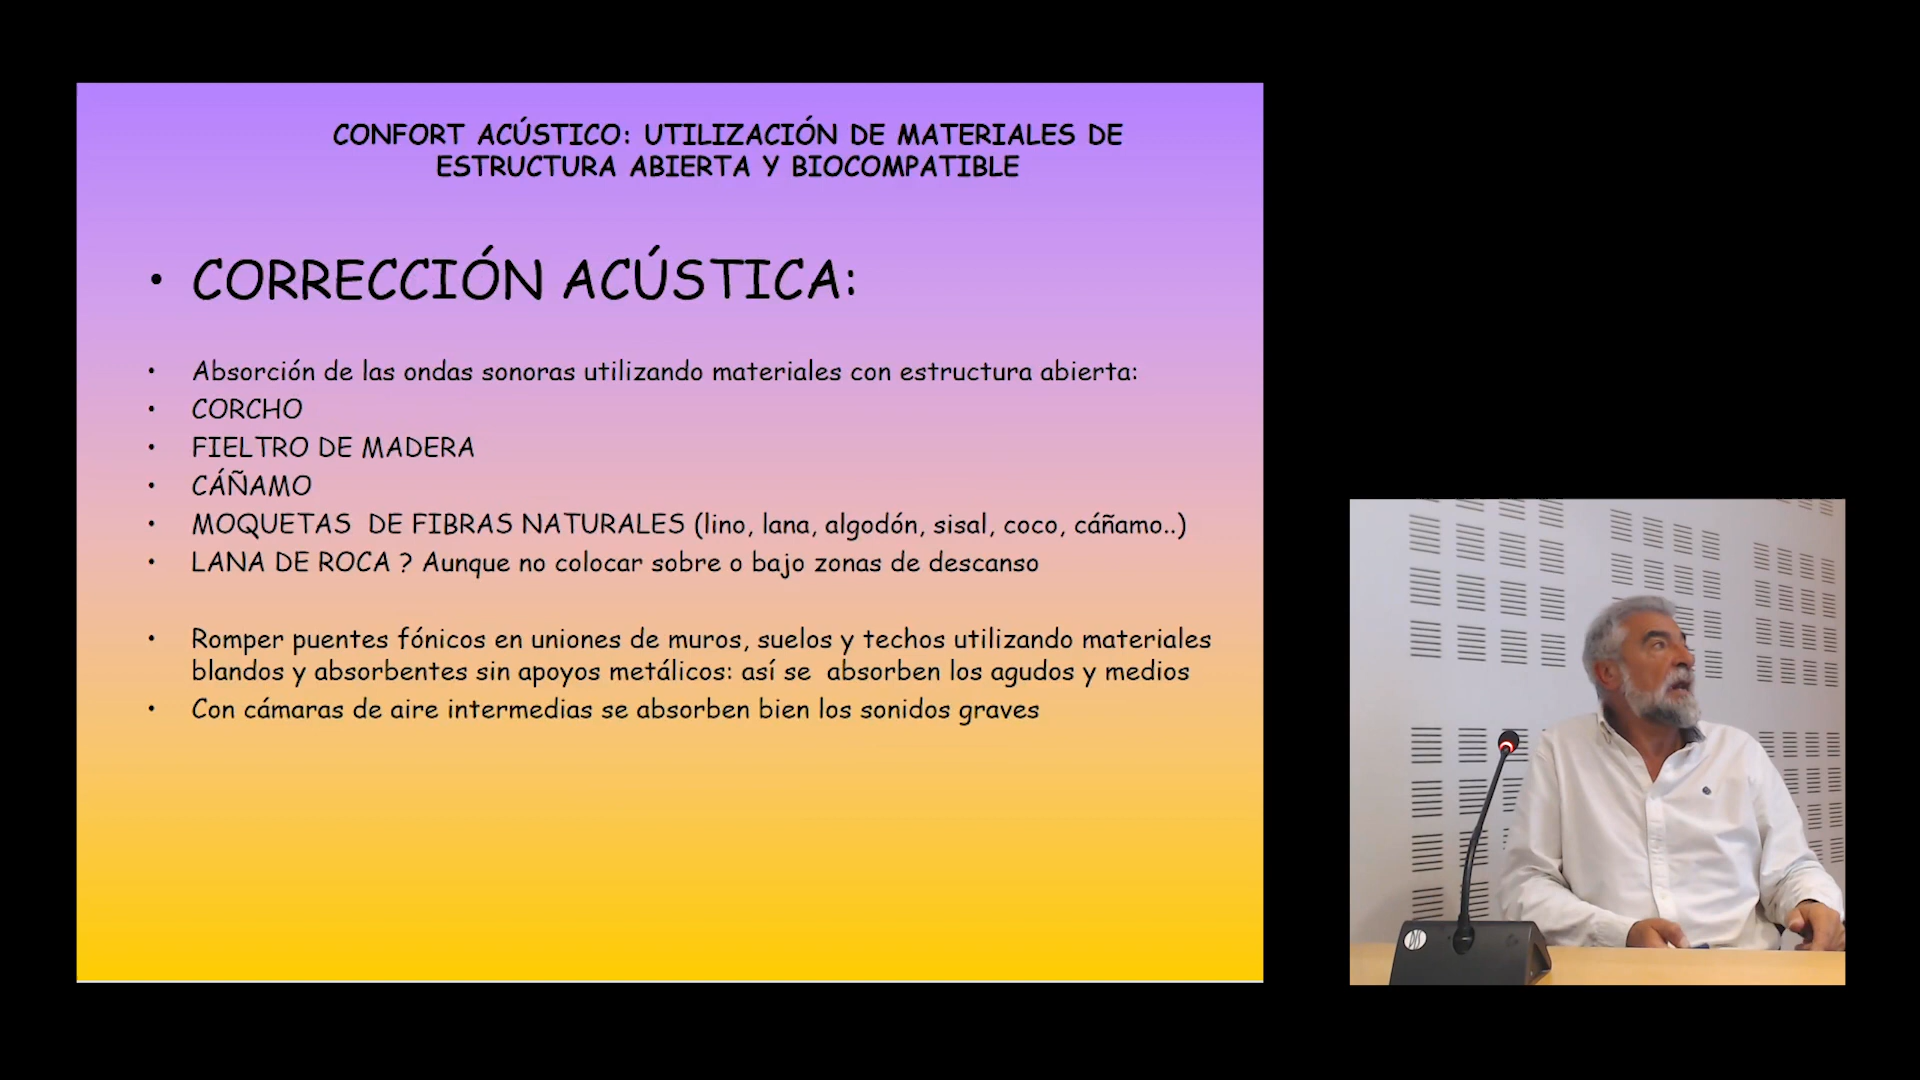 CONFORT ACÚSTICO: UTILIZACIÓN DE MATERIALES DE
ESTRUCTURA ABIERTA Y BIOCOMPATIBLE
• CORRECCIÓN ACÚSTICA:
• Absorción de las ondas sonoras utilizando materiales con estructura abierta:
• CORCHO
• FIELTRO DE MADERA
• CÁÑAMO
• MOQUETAS DE FIBRAS NATURALES (lino, lana, algodón, sisal, coco, cáñamo..)
• LANA DE ROCA ? Aunque no colocar sobre o bajo zonas de descanso
• Romper puentes fónicos en uniones de muros, suelos y techos utilizando materiales
blandos y absorbentes sin apoyos metálicos: así se absorben los agudos y medios
• Con cámaras de aire intermedias se absorben bien los sonidos graves